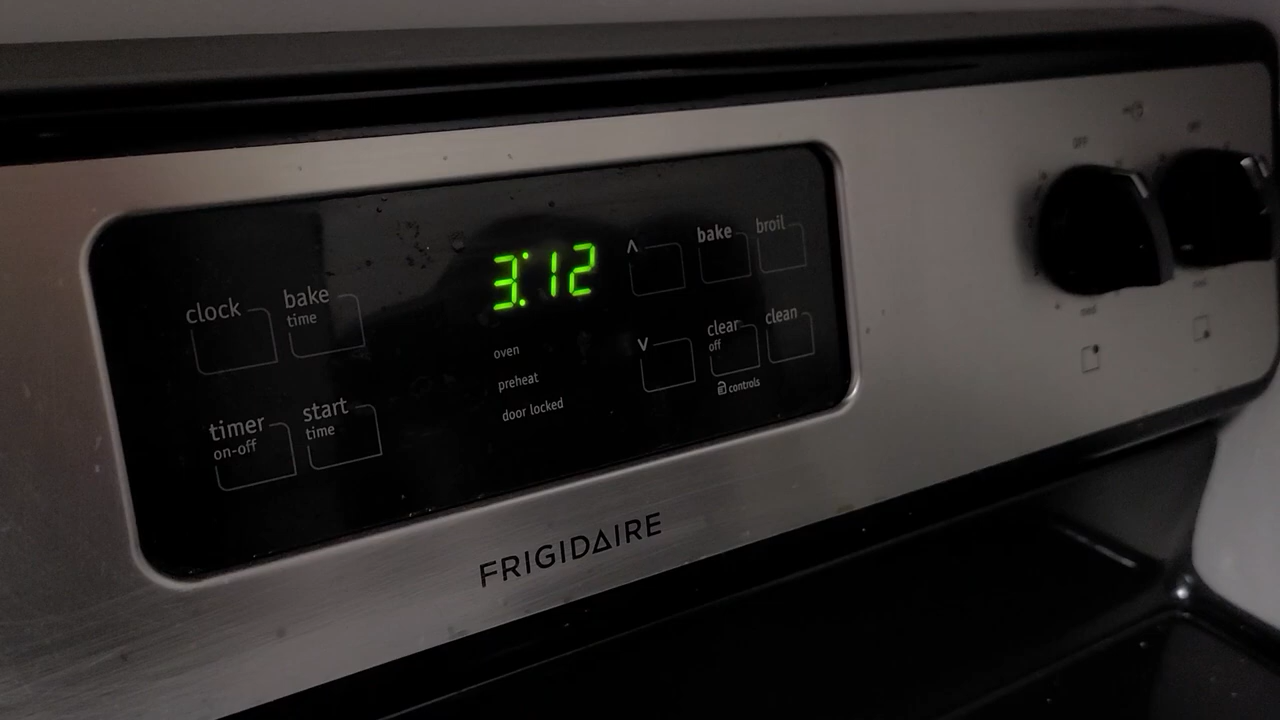 clock
bake
time
3:12
^
bake
broil
timer
on-off
start
time
oven
preheat
door locked
v
clear
off
clean
controls
FRIGIDAIRE
OFF